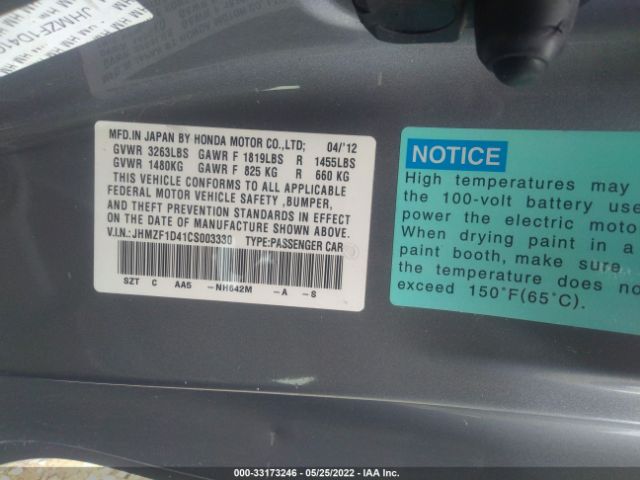 JHMZF1D41C
MFD.IN JAPAN BY HONDA MOTOR CO.,LTD; 04/'12
GVWR 3263LBS GAWR F 1819LBS R 1455LBS
GVWR 1480KG GAWR F 825 KG R 660 KG
THIS VEHICLE CONFORMS TO ALL APPLICABLE
FEDERAL MOTOR VEHICLE SAFETY ,BUMPER,
AND THEFT PREVENTION STANDARDS IN EFFECT
ON THE DATE OF MANUFACTURE SHOWN ABOVE.
V.I.N.:JHMZF1D41CS003330 TYPE:PASSENGER CAR
SZT C AA5 -NH642M -A -S
NOTICE
High temperatures may
the 100-volt battery use
power the electric moto
When drying paint in a
paint booth, make sure
the temperature does no
exceed 150°F(65°C).
000-33173246 - 05/25/2022 - IAA Inc.